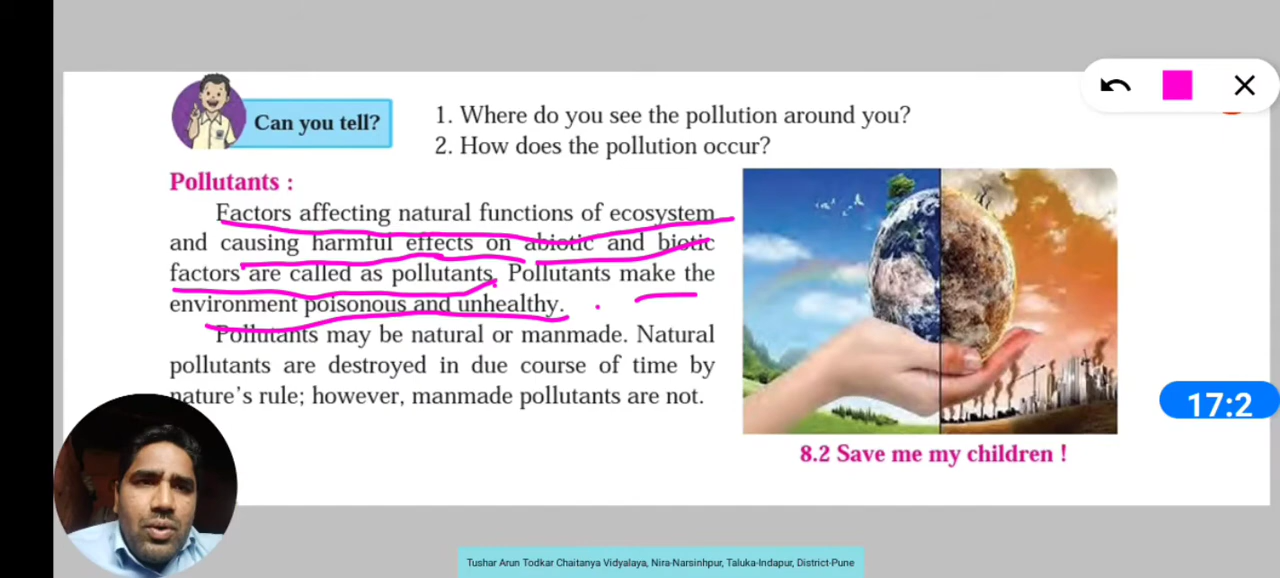 Can you tell?
1. Where do you see the pollution around you?
2. How does the pollution occur?
Pollutants :
Factors affecting natural functions of ecosystem
and causing harmful effects on abiotic and biotic
factors are called as pollutants. Pollutants make the
environment poisonous and unhealthy.
Pollutants may be natural or manmade. Natural
pollutants are destroyed in due course of time by
nature's rule; however, manmade pollutants are not.
8.2 Save me my children !
17:2
Tushar Arun Todkar Chaitanya Vidyalaya, Nira-Narsinhpur, Taluka-Indapur, District-Pune